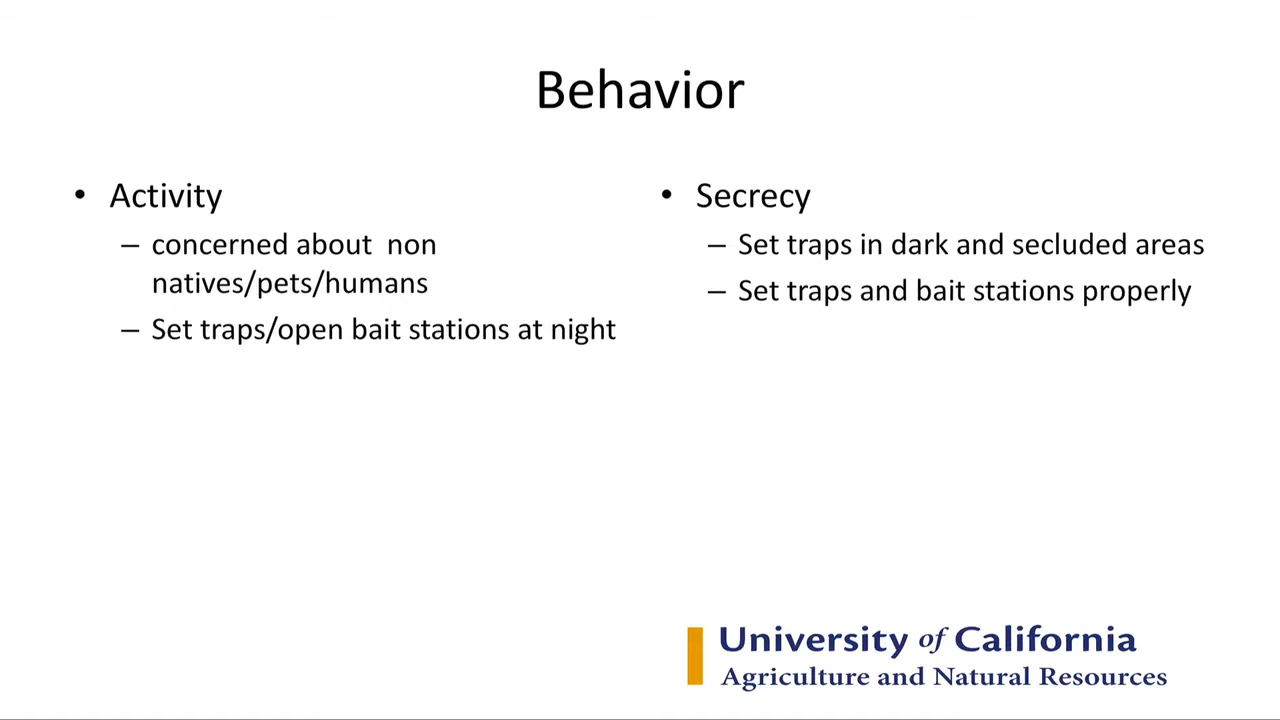 Behavior
• Activity
– concerned about  non
natives/pets/humans
– Set traps/open bait stations at night
• Secrecy
– Set traps in dark and secluded areas
– Set traps and bait stations properly
University of California
Agriculture and Natural Resources